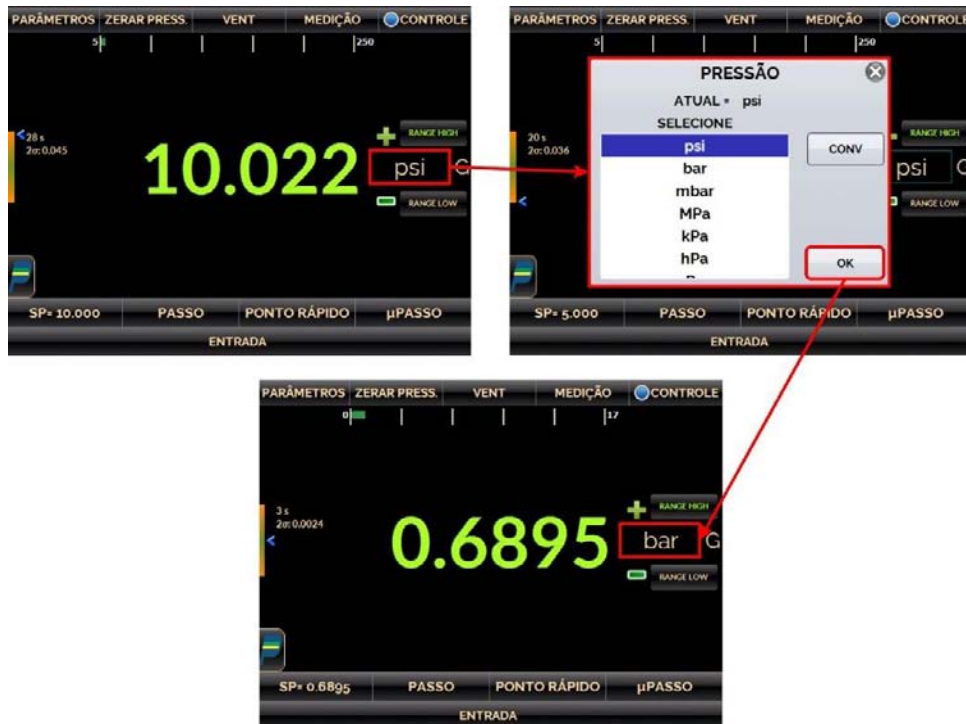 PARÂMETROS ZERAR PRESS. VENT MEDIÇÃO CONTROLE
5 250
28 s
2σ: 0.045
10.022
RANGE HIGH
psi G
RANGE LOW
SP= 10.000 PASSO PONTO RÁPIDO µPASSO
ENTRADA
PARÂMETROS ZERAR PRESS. VENT MEDIÇÃO CONTROLE
5 250
PRESSÃO
ATUAL = psi
SELECIONE
psi
bar
mbar
MPa
kPa
hPa
CONV
OK
20 s
2σ: 0.036
RANGE HIGH
psi G
RANGE LOW
SP= 5.000 PASSO PONTO RÁPIDO µPASSO
ENTRADA
PARÂMETROS ZERAR PRESS. VENT MEDIÇÃO CONTROLE
0 17
3 s
2σ: 0.0024
0.6895
RANGE HIGH
bar G
RANGE LOW
SP= 0.6895 PASSO PONTO RÁPIDO µPASSO
ENTRADA